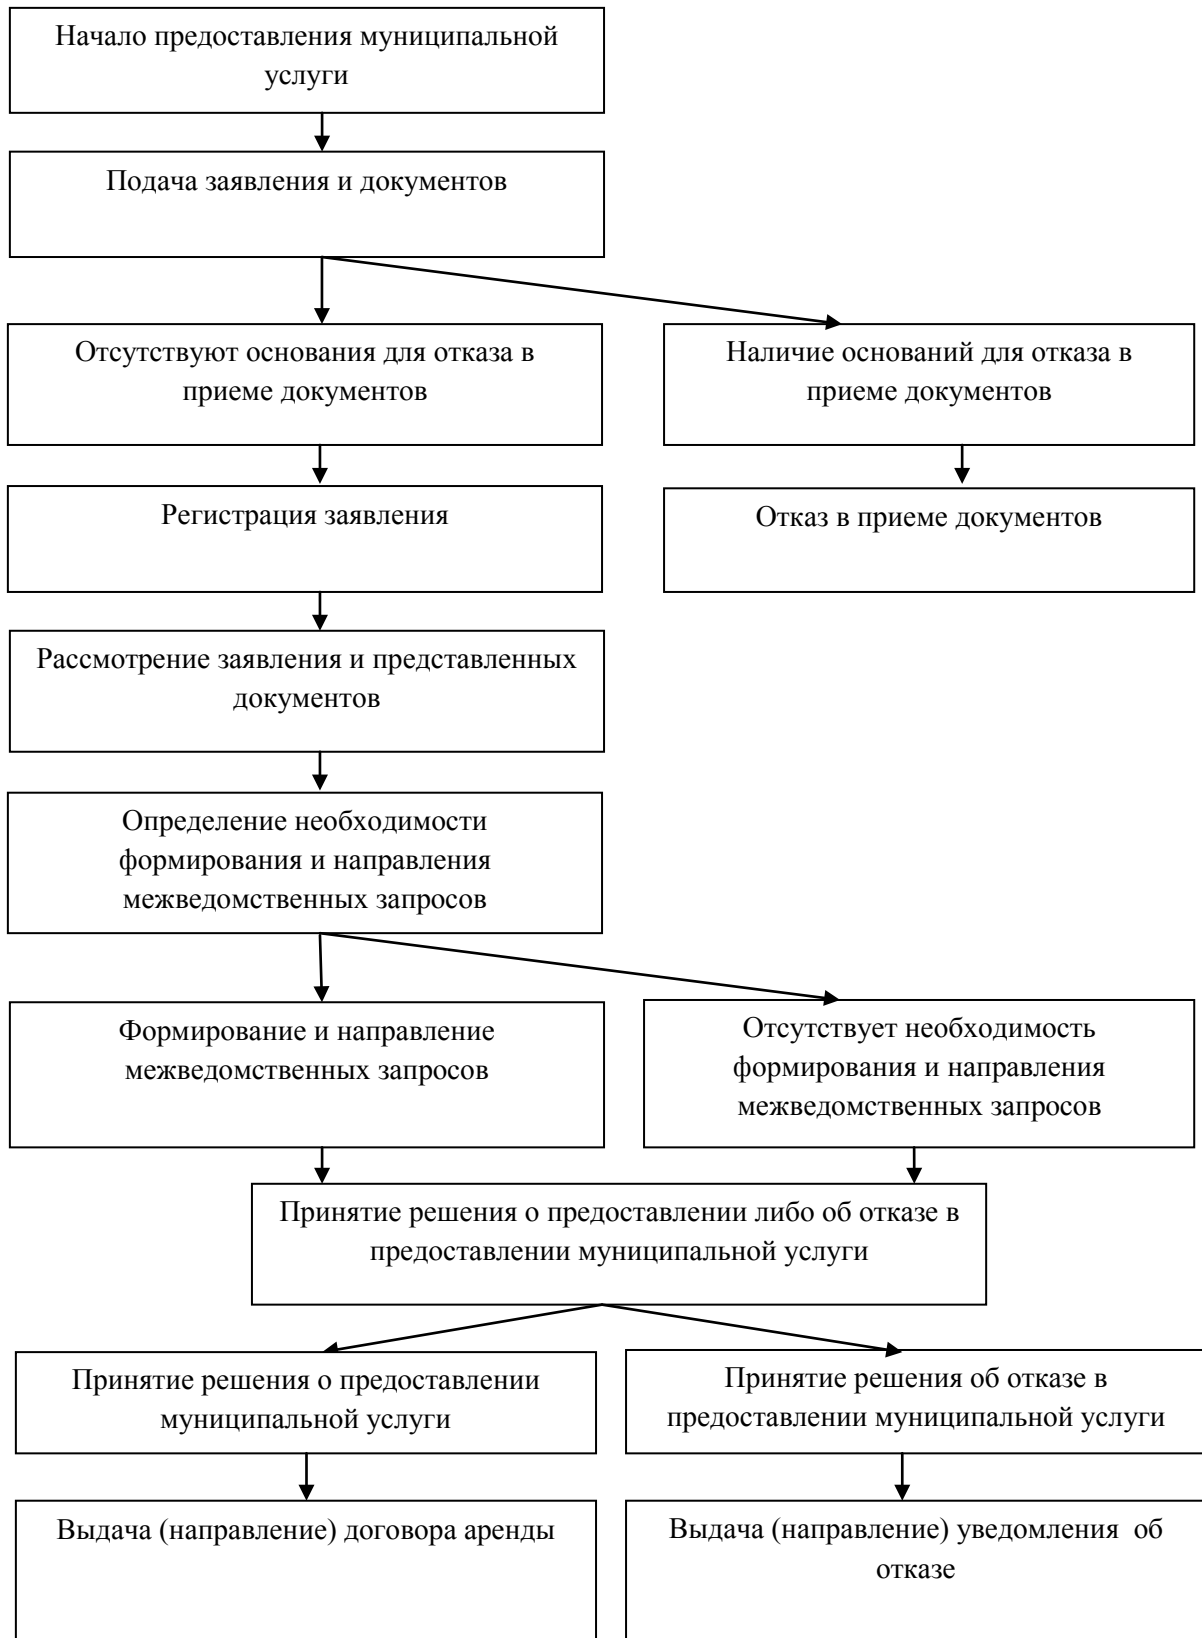 Начало предоставления муниципальной
услуги
Подача заявления и документов
Отсутствуют основания для отказа в
приеме документов
Наличие оснований для отказа в
приеме документов
Регистрация заявления
Отказ в приеме документов
Рассмотрение заявления и представленных
документов
Определение необходимости
формирования и направления
межведомственных запросов
Формирование и направление
межведомственных запросов
Отсутствует необходимость
формирования и направления
межведомственных запросов
Принятие решения о предоставлении либо об отказе в
предоставлении муниципальной услуги
Принятие решения о предоставлении
муниципальной услуги
Принятие решения об отказе в
предоставлении муниципальной услуги
Выдача (направление) договора аренды
Выдача (направление) уведомления  об
отказе